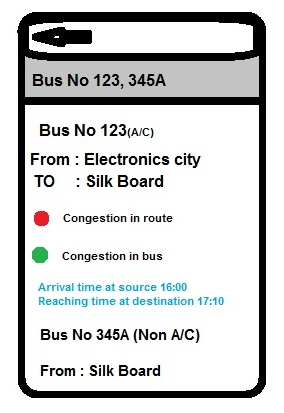 Bus No 123, 345A
Bus No 123(A/C)
From : Electronics city
TO : Silk Board
Congestion in route
Congestion in bus
Arrival time at source 16:00
Reaching time at destination 17:10
Bus No 345A (Non A/C)
From : Silk Board